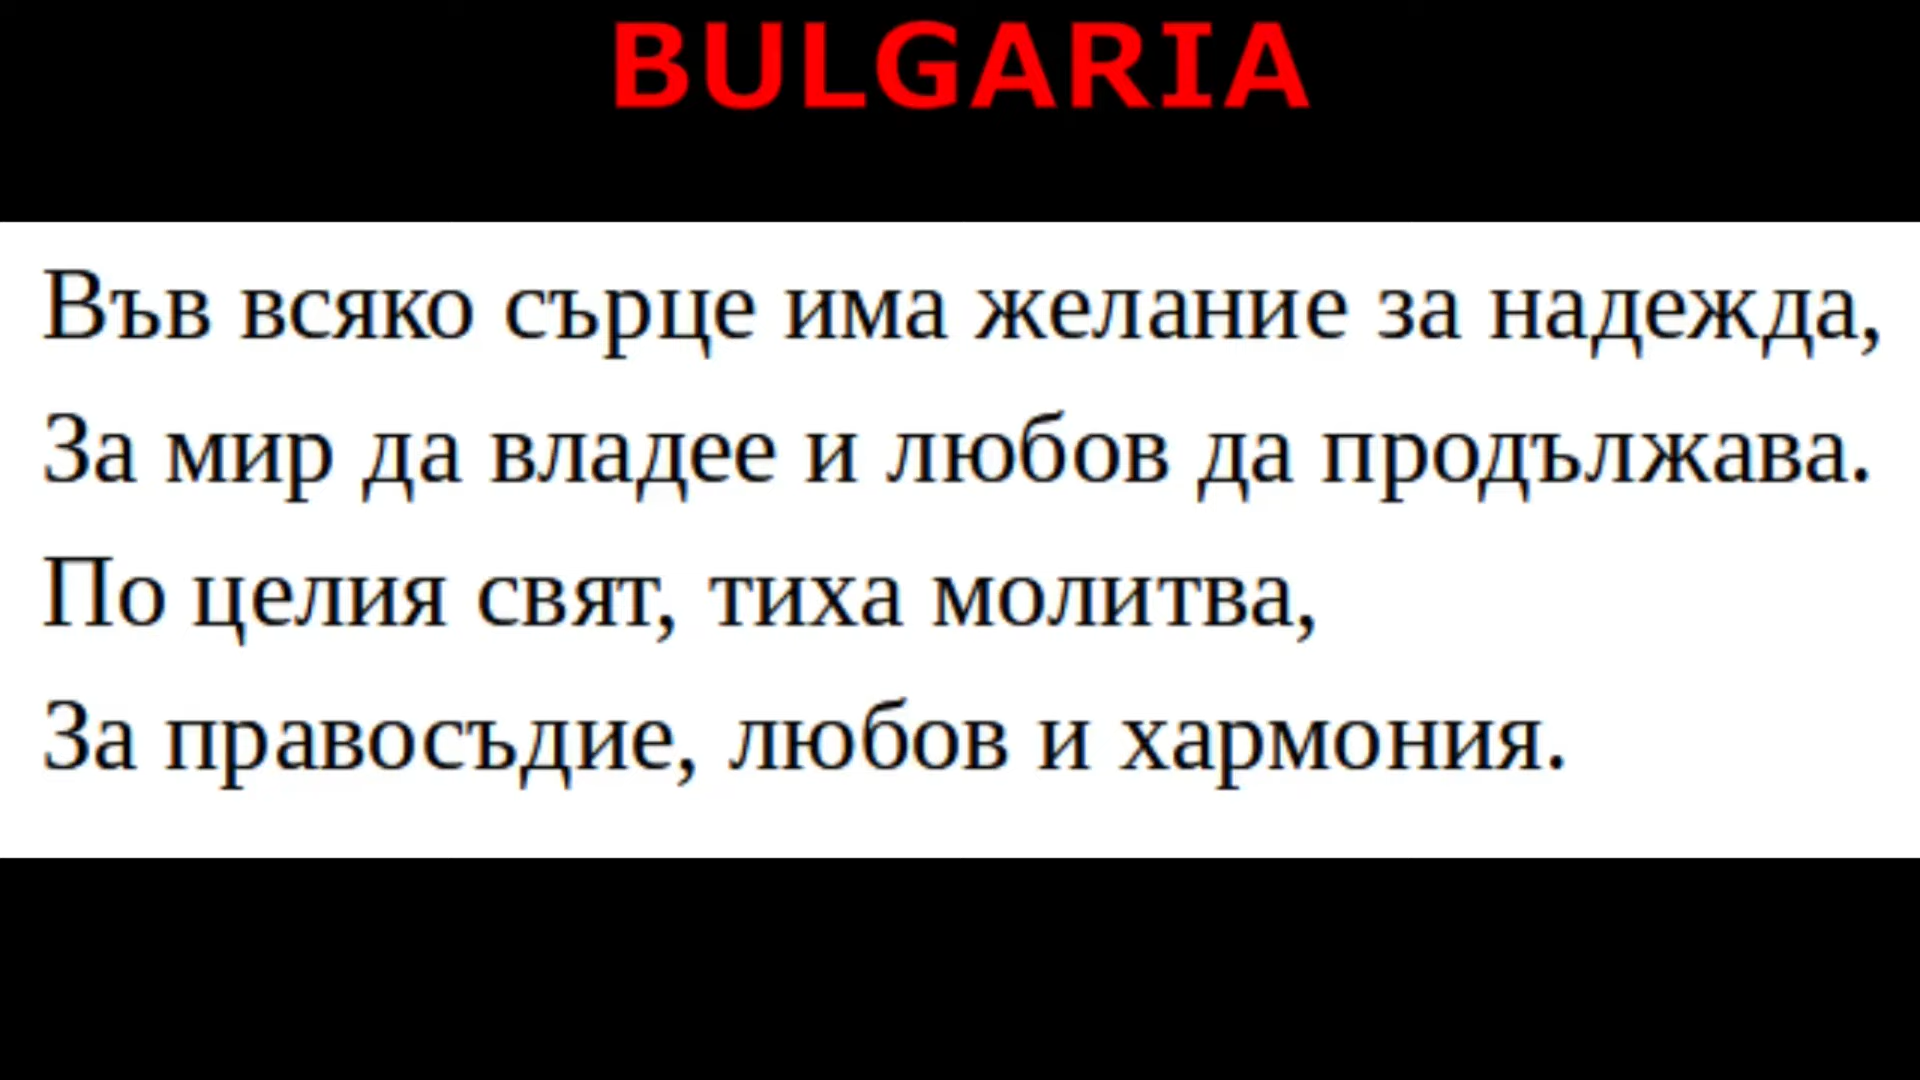 BULGARIA
Във всяко сърце има желание за надежда,
За мир да владее и любов да продължава.
По целия свят, тиха молитва,
За правосъдие, любов и хармония.